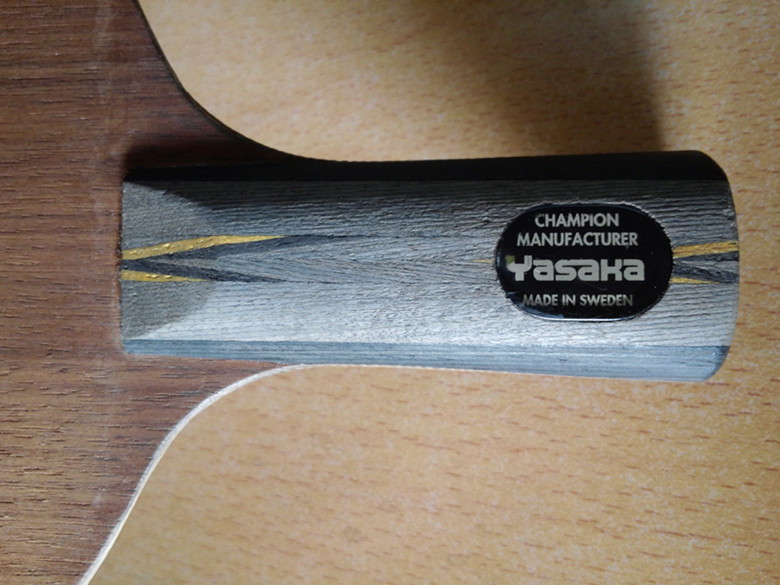 CHAMPION
MANUFACTURER
Yasaka
MADE IN SWEDEN